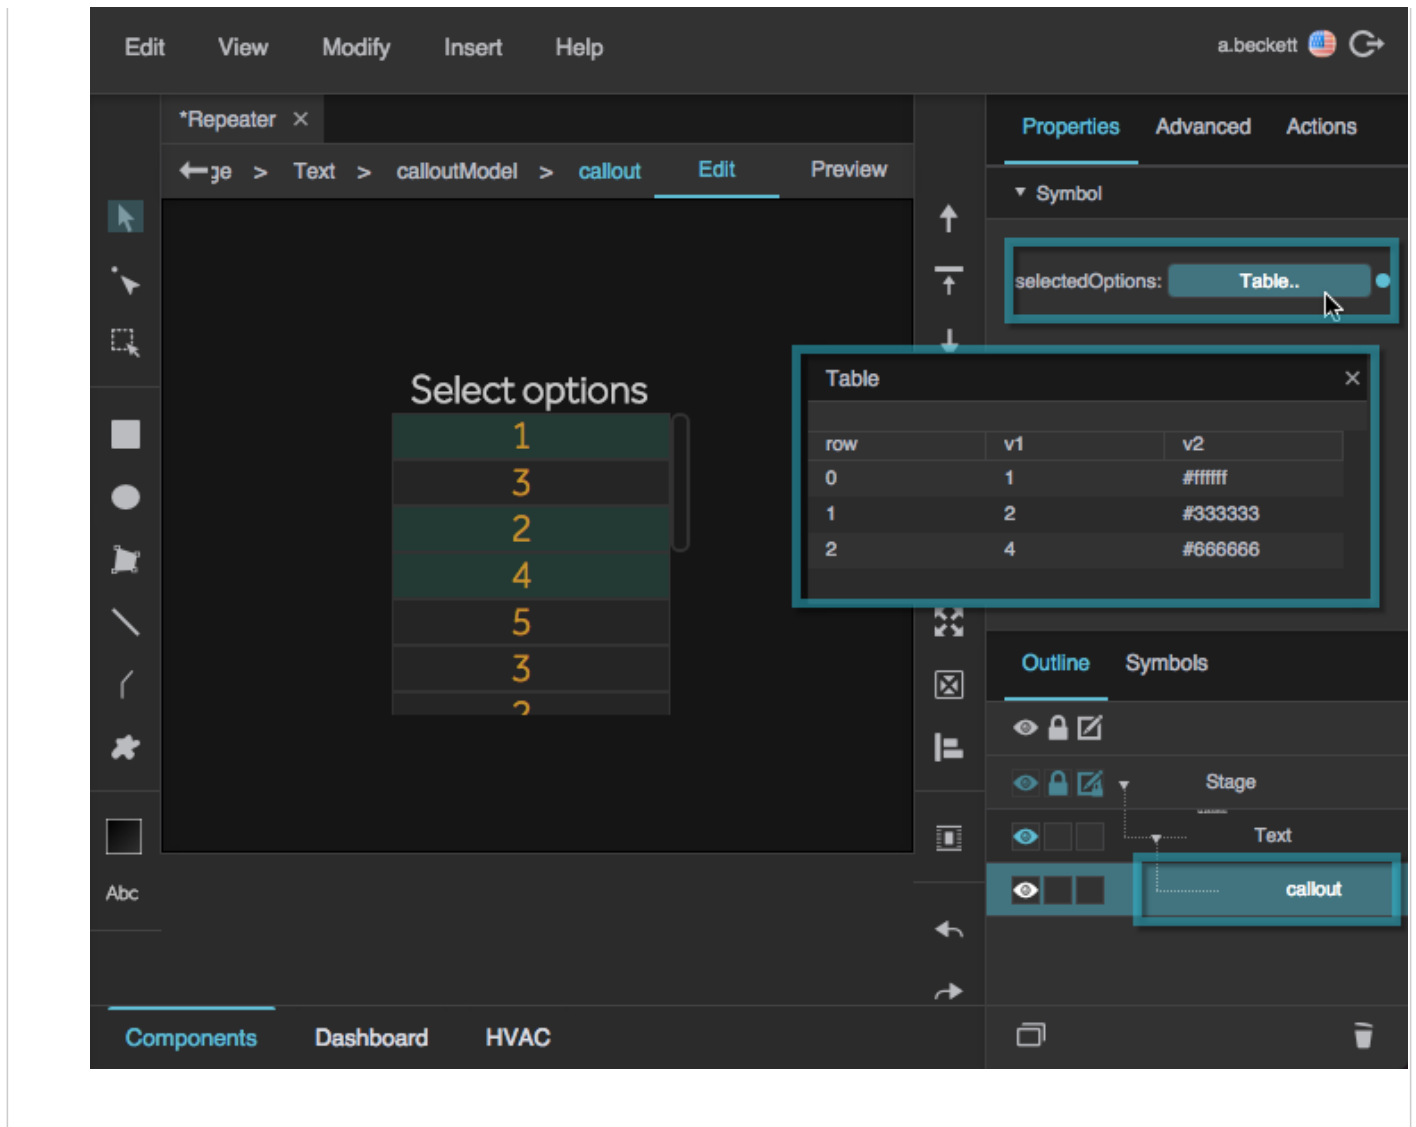 Edit View Modify Insert Help
a.beckett
*Repeater ×
ge > Text > calloutModel > callout Edit Preview
Properties Advanced Actions
Symbol
selectedOptions: Table..
Select options
1
3
2
4
5
3
2
Table ×
row v1 v2
0 1 #ffffff
1 2 #333333
2 4 #666666
Outline Symbols
Stage
Text
callout
Abc
Components Dashboard HVAC